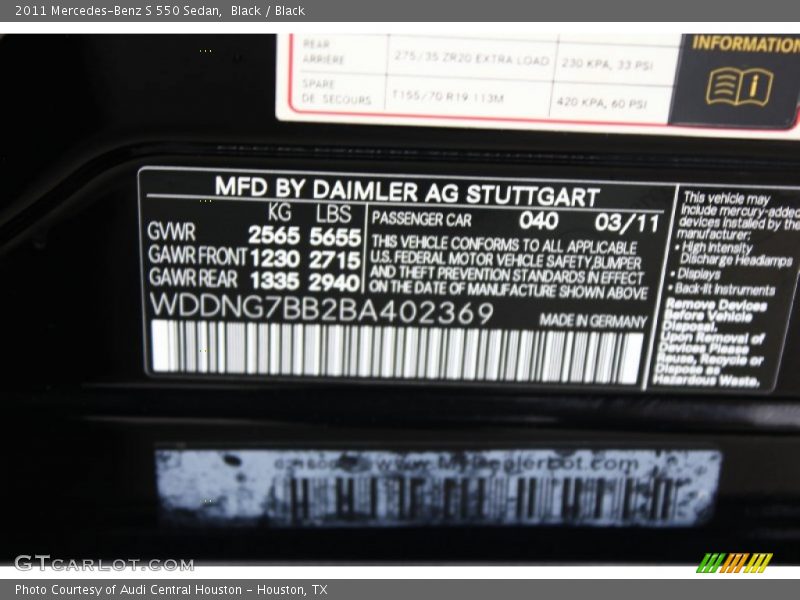 2011 Mercedes-Benz S 550 Sedan, Black / Black
REAR
ARRIÈRE
275/35 ZR20 EXTRA LOAD 230 KPA, 33 PSI
SPARE
DE SECOURS
T155/70 R19 113M 420 KPA, 60 PSI
INFORMATION
MFD BY DAIMLER AG STUTTGART
KG LBS
GVWR 2565 5655
GAWR FRONT 1230 2715
GAWR REAR 1335 2940
PASSENGER CAR 040 03/11
THIS VEHICLE CONFORMS TO ALL APPLICABLE
U.S. FEDERAL MOTOR VEHICLE SAFETY,BUMPER
AND THEFT PREVENTION STANDARDS IN EFFECT
ON THE DATE OF MANUFACTURE SHOWN ABOVE
WDDNG7BB2BA402369 MADE IN GERMANY
This vehicle may
include mercury-added
devices installed by the
manufacturer:
• High Intensity
Discharge Headlamps
• Displays
• Back-lit Instruments
Remove Devices
Before Vehicle
Disposal.
Upon Removal of
Devices Please
Reuse, Recycle or
Dispose as
Hazardous Waste.
GTcarlot.com
Photo Courtesy of Audi Central Houston - Houston, TX